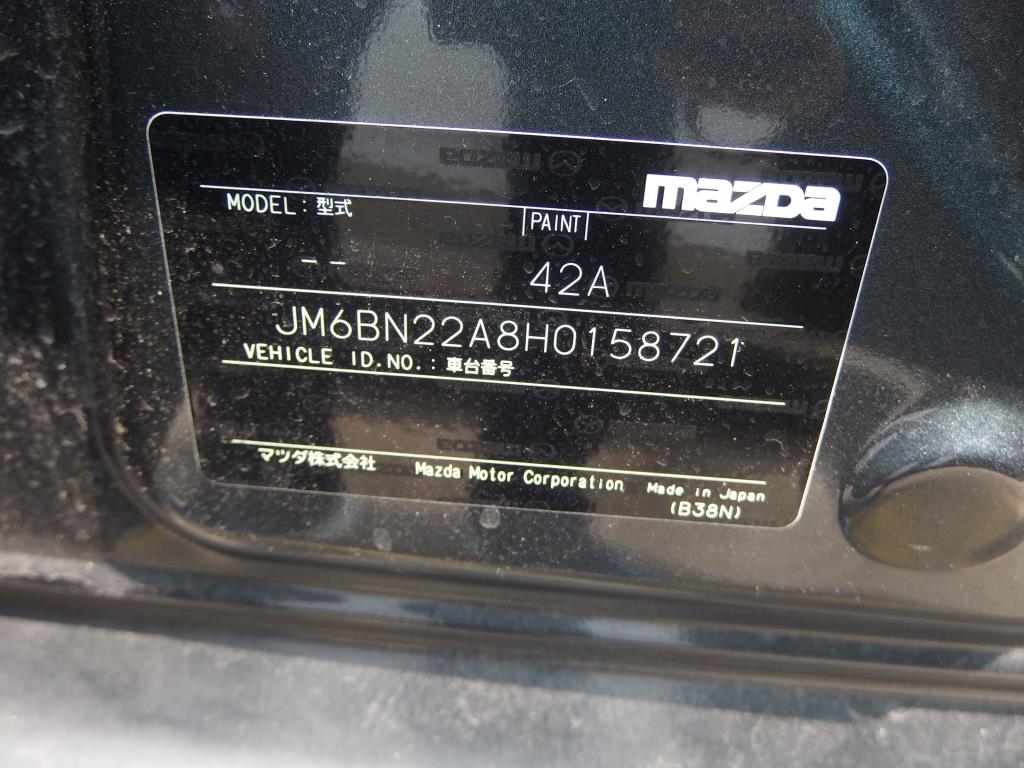 mazda
MODEL : 型式
PAINT
-- 42A
JM6BN22A8H0158721
VEHICLE ID.NO. : 車台番号
マツダ株式会社 Mazda Motor Corporation Made in Japan
(B38N)